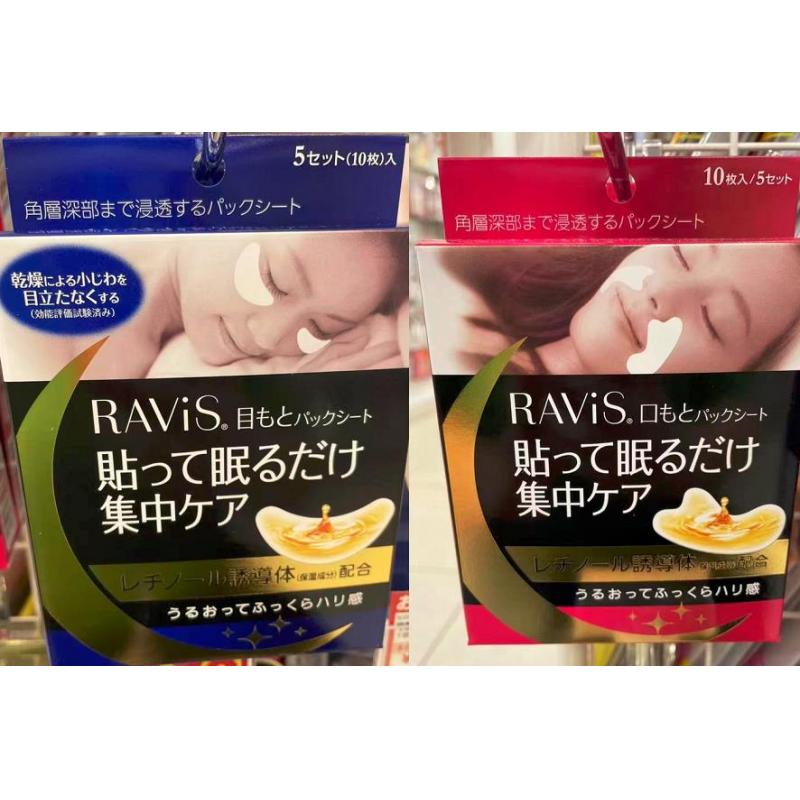 5セット(10枚)入
角層深部まで浸透するパックシート
乾燥による小じわを
目立たなくする
(効能評価試験済み)
RAViS® 目もとパックシート
貼って眠るだけ
集中ケア
レチノール誘導体(保湿成分)配合
うるおってふっくらハリ感
10枚入/5セット
角層深部まで浸透するパックシート
RAViS® 口もとパックシート
貼って眠るだけ
集中ケア
レチノール誘導体(保湿成分)配合
うるおってふっくらハリ感